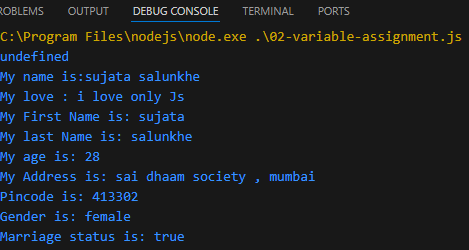 ROBLEMS OUTPUT DEBUG CONSOLE TERMINAL PORTS
C:\Program Files\nodejs\node.exe .\02-variable-assignment.js
undefined
My name is:sujata salunkhe
My love : i love only Js
My First Name is: sujata
My last Name is: salunkhe
My age is: 28
My Address is: sai dhaam society , mumbai
Pincode is: 413302
Gender is: female
Marriage status is: true